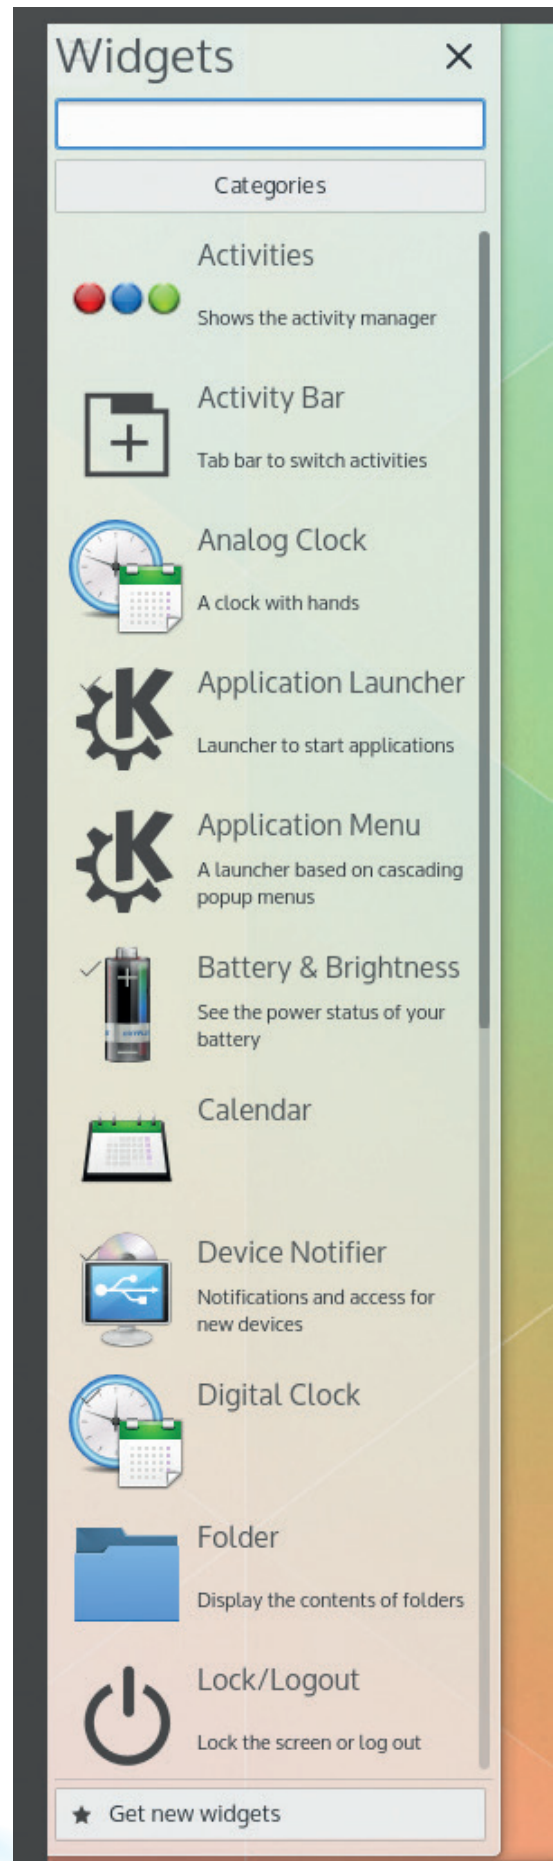 Widgets
Categories
Activities
Shows the activity manager
Activity Bar
Tab bar to switch activities
Analog Clock
A clock with hands
Application Launcher
Launcher to start applications
Application Menu
A launcher based on cascading
popup menus
Battery & Brightness
See the power status of your
battery
Calendar
Device Notifier
Notifications and access for
new devices
Digital Clock
Folder
Display the contents of folders
Lock/Logout
Lock the screen or log out
Get new widgets